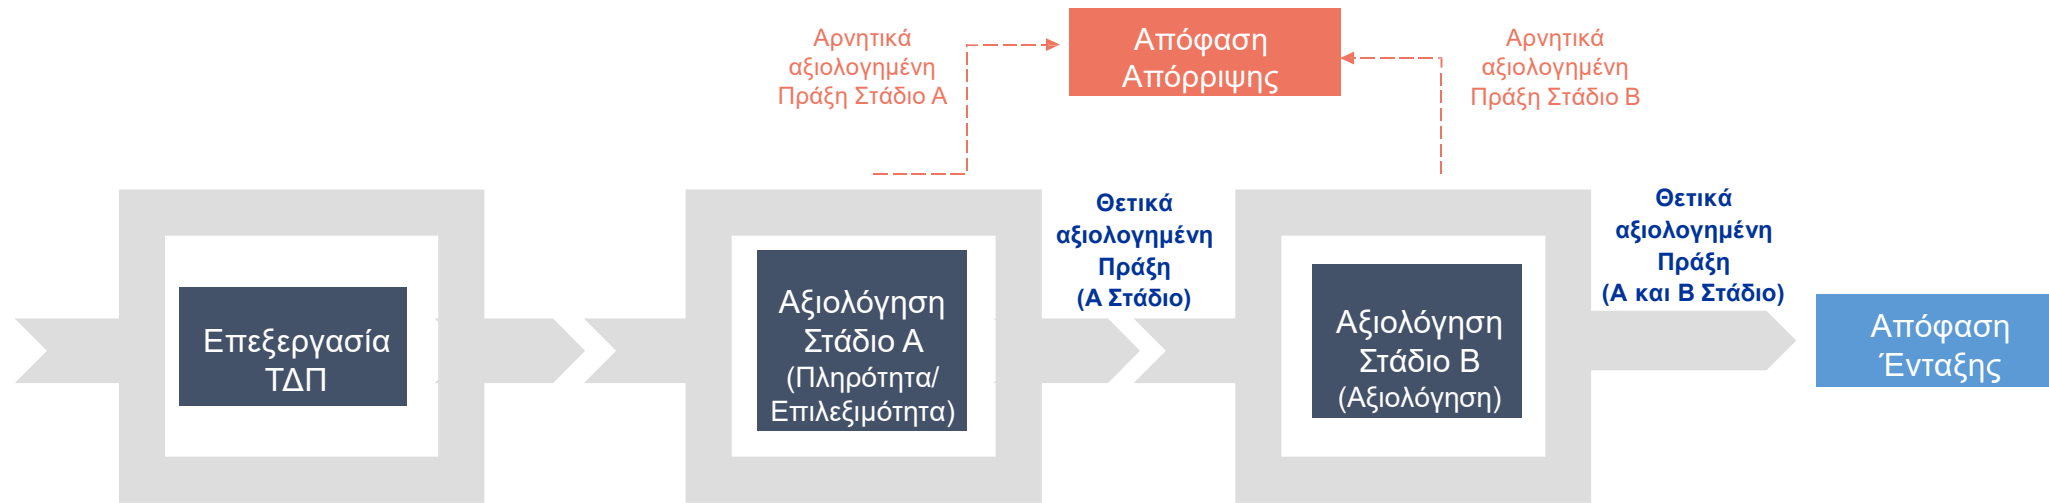 Αρνητικά
αξιολογημένη
Πράξη Στάδιο Α
Απόφαση
Απόρριψης
Αρνητικά
αξιολογημένη
Πράξη Στάδιο Β
Επεξεργασία
ΤΔΠ
Αξιολόγηση
Στάδιο Α
(Πληρότητα/
Επιλεξιμότητα)
Θετικά
αξιολογημένη
Πράξη
(Α Στάδιο)
Αξιολόγηση
Στάδιο Β
(Αξιολόγηση)
Θετικά
αξιολογημένη
Πράξη
(Α και Β Στάδιο)
Απόφαση
Ένταξης